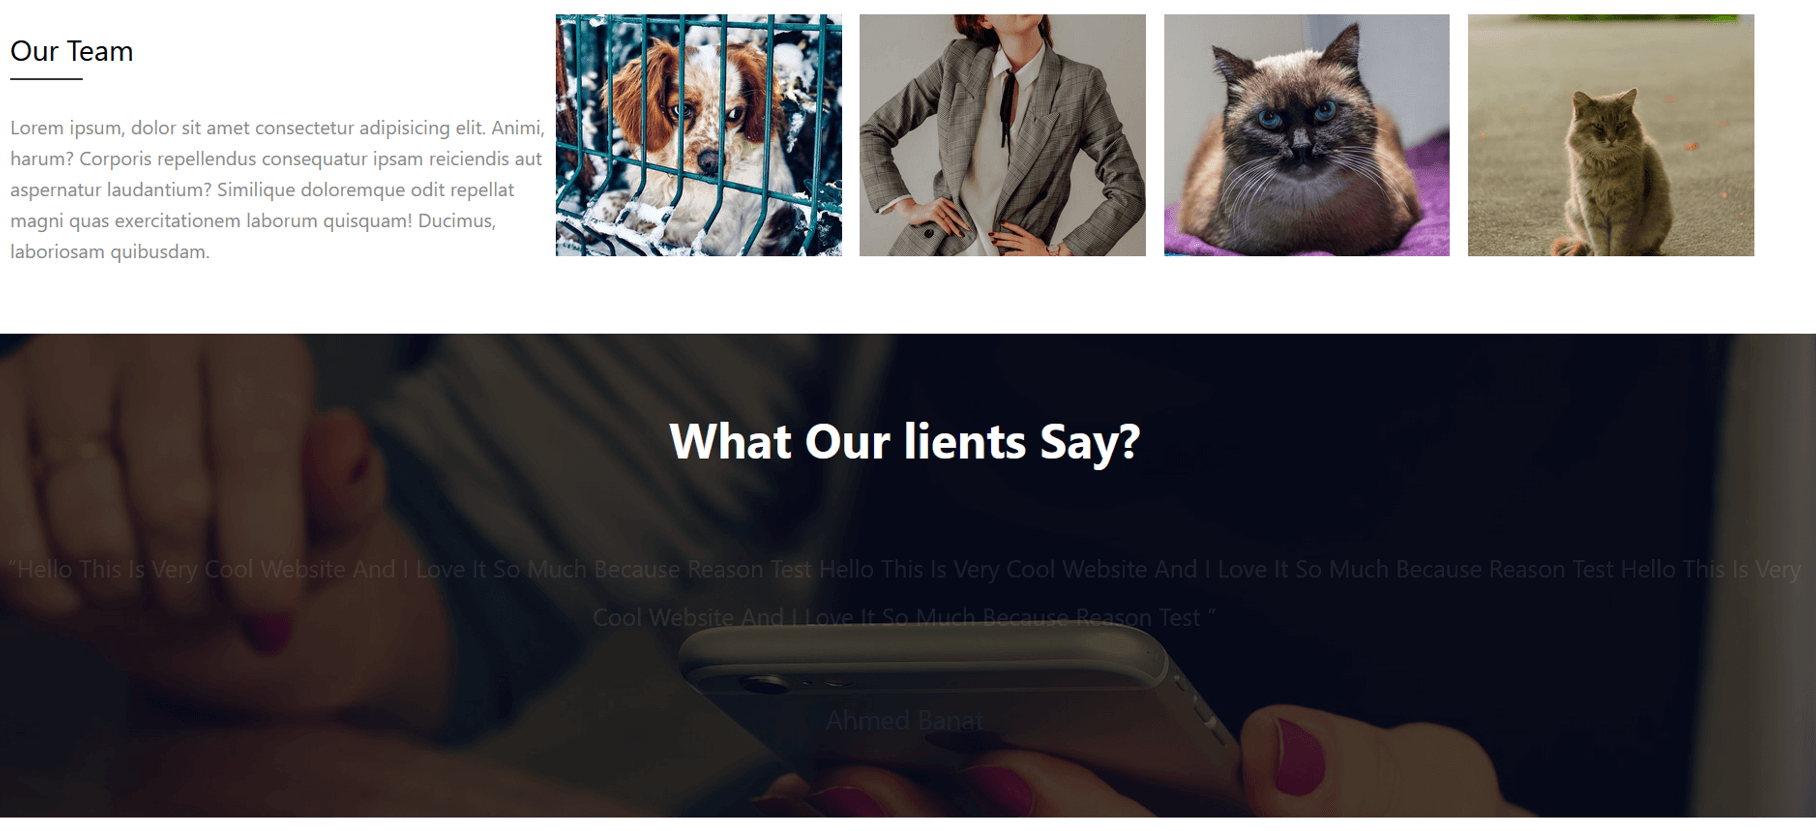 Our Team
Lorem ipsum, dolor sit amet consectetur adipisicing elit. Animi,
harum? Corporis repellendus consequatur ipsam reiciendis aut
aspernatur laudantium? Similique doloremque odit repellat
magni quas exercitationem laborum quisquam! Ducimus,
laboriosam quibusdam.
What Our lients Say?
“Hello This Is Very Cool Website And I Love It So Much Because Reason Test Hello This Is Very Cool Website And I Love It So Much Because Reason Test Hello This Is Very
Cool Website And I Love It So Much Because Reason Test “
Ahmed Banat